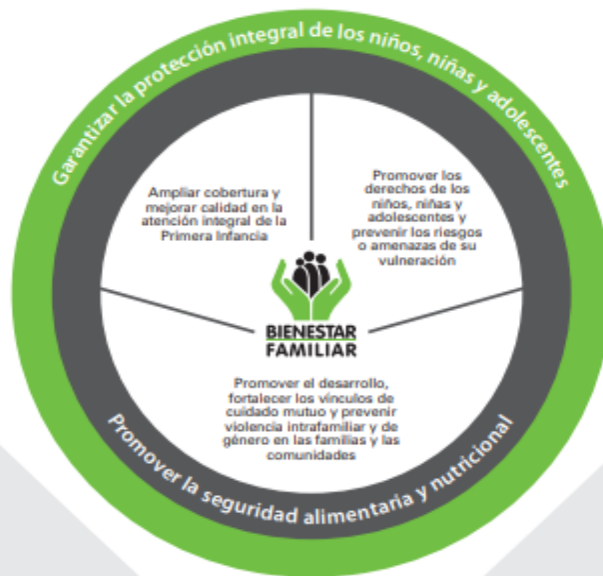 Garantizar la protección integral de los niños, niñas y adolescentes
Ampliar cobertura y
mejorar calidad en la
atención integral de la
Primera Infancia
Promover los
derechos de los
niños, niñas y
adolescentes y
prevenir los riesgos
o amenazas de su
vulneración
BIENESTAR
FAMILIAR
Promover el desarrollo,
fortalecer los vínculos de
cuidado mutuo y prevenir
violencia intrafamiliar y de
género en las familias y las
comunidades
Promover la seguridad alimentaria y nutricional